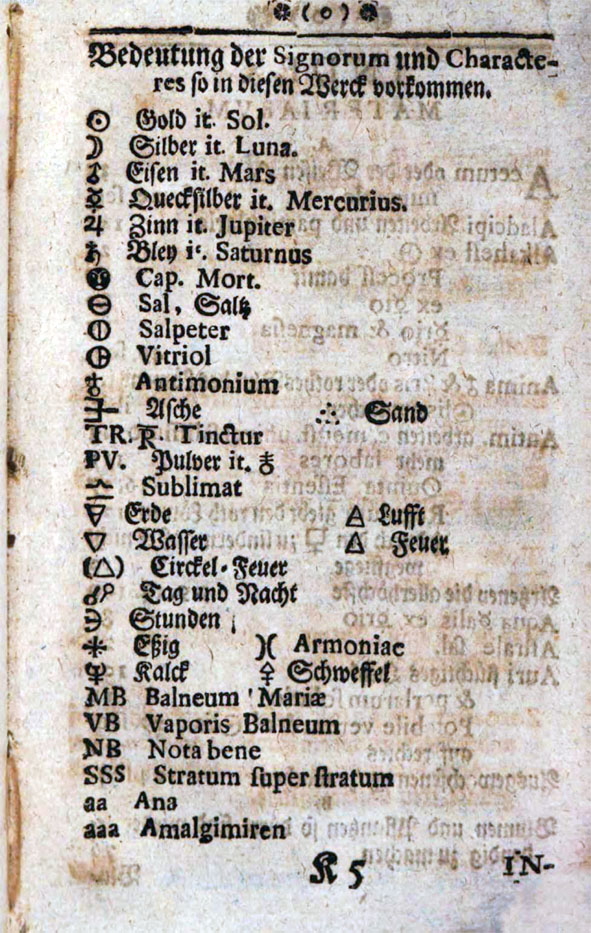 ❋ ( o ) ❋
Bedeutung der Signorum und Characte-
res so in diesen Werck vorkommen.
☉ Gold it. Sol.
☽ Silber it. Luna.
♂ Eisen it. Mars
☿ Quecksilber it. Mercurius.
♃ Zinn it. Jupiter
♄ Bley it. Saturnus
Cap. Mort.
⊖ Sal, Saltz
⦶ Salpeter
🜨 Vitriol
♁ Antimonium
Asche ∴ Sand
TR. R. Tinctur
PV. Pulver it. ♁
Sublimat
🜃 Erde 🜁 Lufft
▽ Wasser △ Feuer
(△) Circkel-Feuer
Tag und Nacht
Stunden
Eßig )( Armoniac
Kalck 🜍 Schweffel
MB Balneum Mariæ
VB Vaporis Balneum
NB Nota bene
SSS Stratum super stratum
aa Ana
aaa Amalgimiren
K 5 IN-